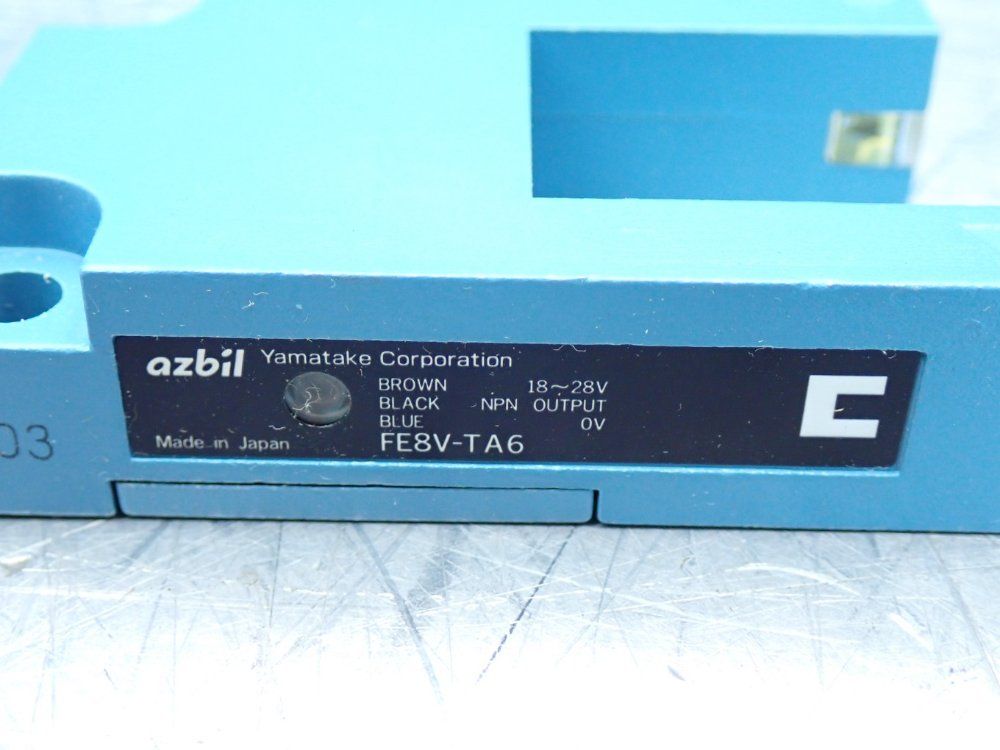 azbil Yamatake Corporation
BROWN 18~28V
BLACK NPN OUTPUT
BLUE 0V
Made in Japan FE8V-TA6
03